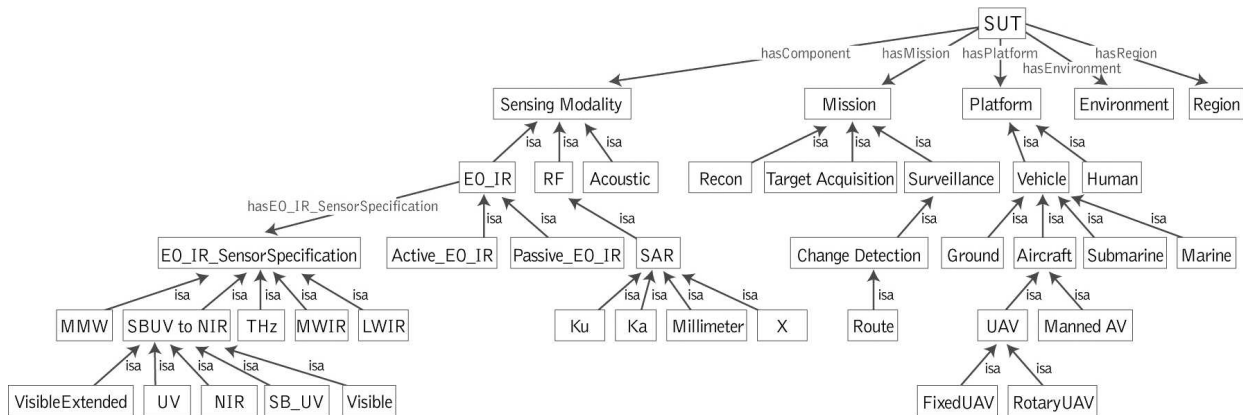 SUT
hasComponent
hasMission
hasPlatform
hasEnvironment
hasRegion
Sensing Modality
Mission
Platform
Environment
Region
isa
isa
isa
isa
isa
isa
isa
isa
EO_IR
RF
Acoustic
Recon
Target Acquisition
Surveillance
Vehicle
Human
hasEO_IR_SensorSpecification
isa
isa
isa
isa
isa
isa
isa
isa
EO_IR_SensorSpecification
Active_EO_IR
Passive_EO_IR
SAR
Change Detection
Ground
Aircraft
Submarine
Marine
isa
isa
isa
isa
isa
isa
isa
isa
isa
isa
isa
isa
MMW
SBUV to NIR
THz
MWIR
LWIR
Ku
Ka
Millimeter
X
Route
UAV
Manned AV
isa
isa
isa
isa
isa
isa
isa
VisibleExtended
UV
NIR
SB_UV
Visible
FixedUAV
RotaryUAV